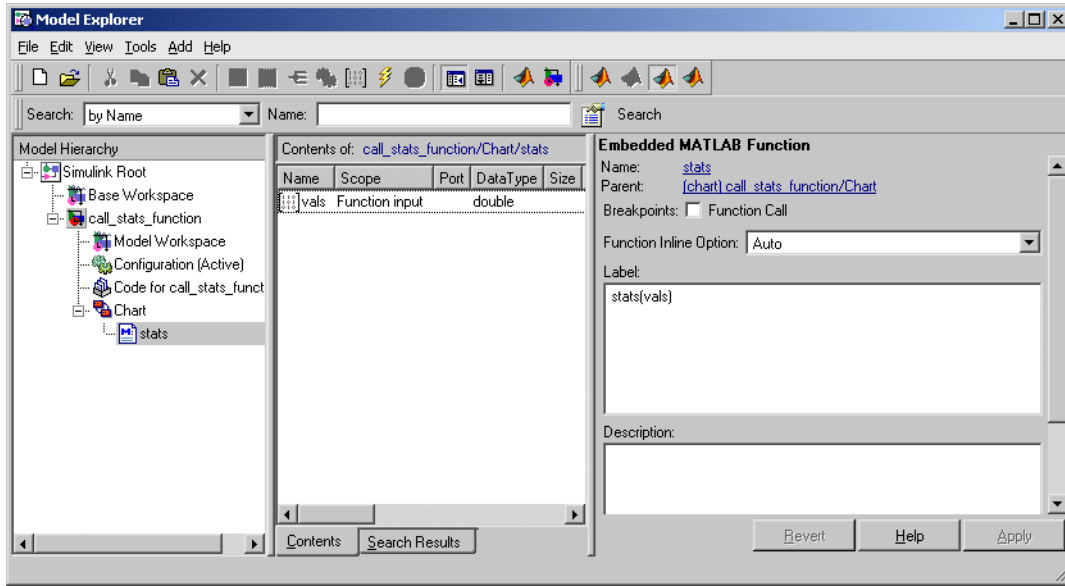 Model Explorer
File Edit View Tools Add Help
Search: by Name Name: Search
Model Hierarchy
Simulink Root
Base Workspace
call_stats_function
Model Workspace
Configuration (Active)
Code for call_stats_funct
Chart
stats
Contents of: call_stats_function/Chart/stats
Name Scope Port DataType Size
vals Function input double
Contents Search Results
Embedded MATLAB Function
Name: stats
Parent: (chart) call_stats_function/Chart
Breakpoints: Function Call
Function Inline Option: Auto
Label:
stats(vals)
Description:
Revert Help Apply